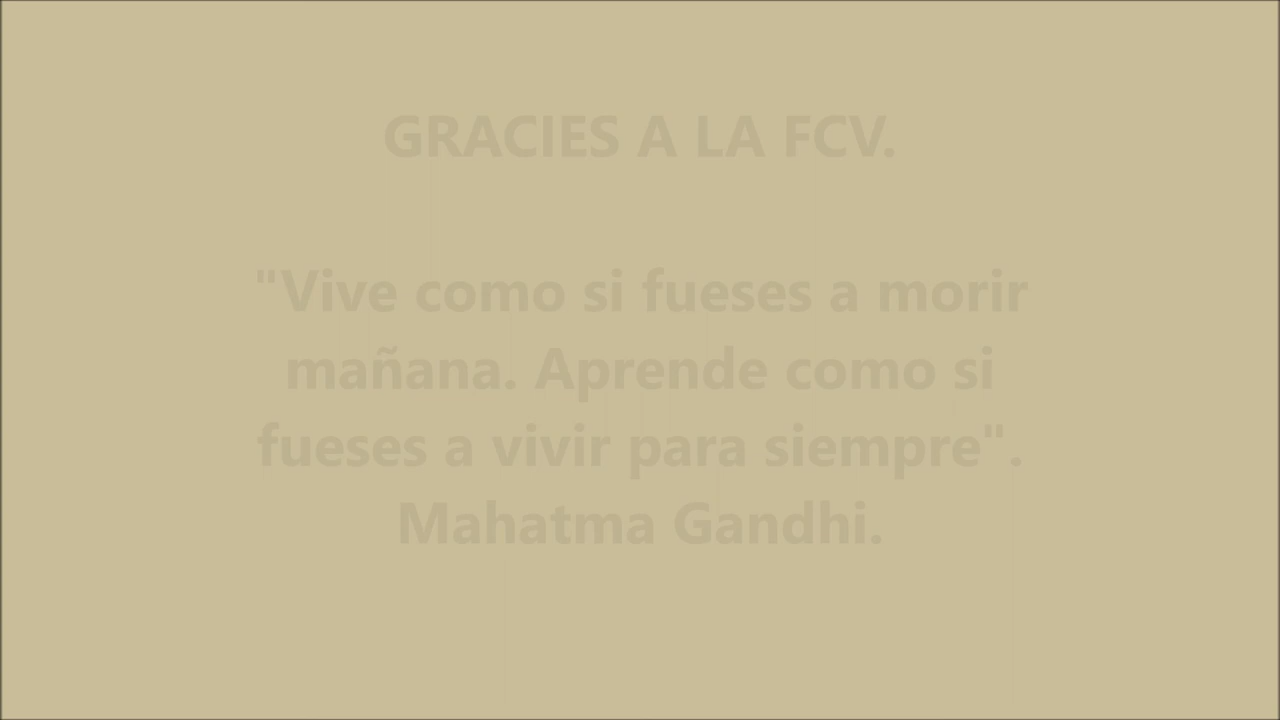 GRACIES A LA FCV.
"Vive como si fueses a morir
mañana. Aprende como si
fueses a vivir para siempre".
Mahatma Gandhi.